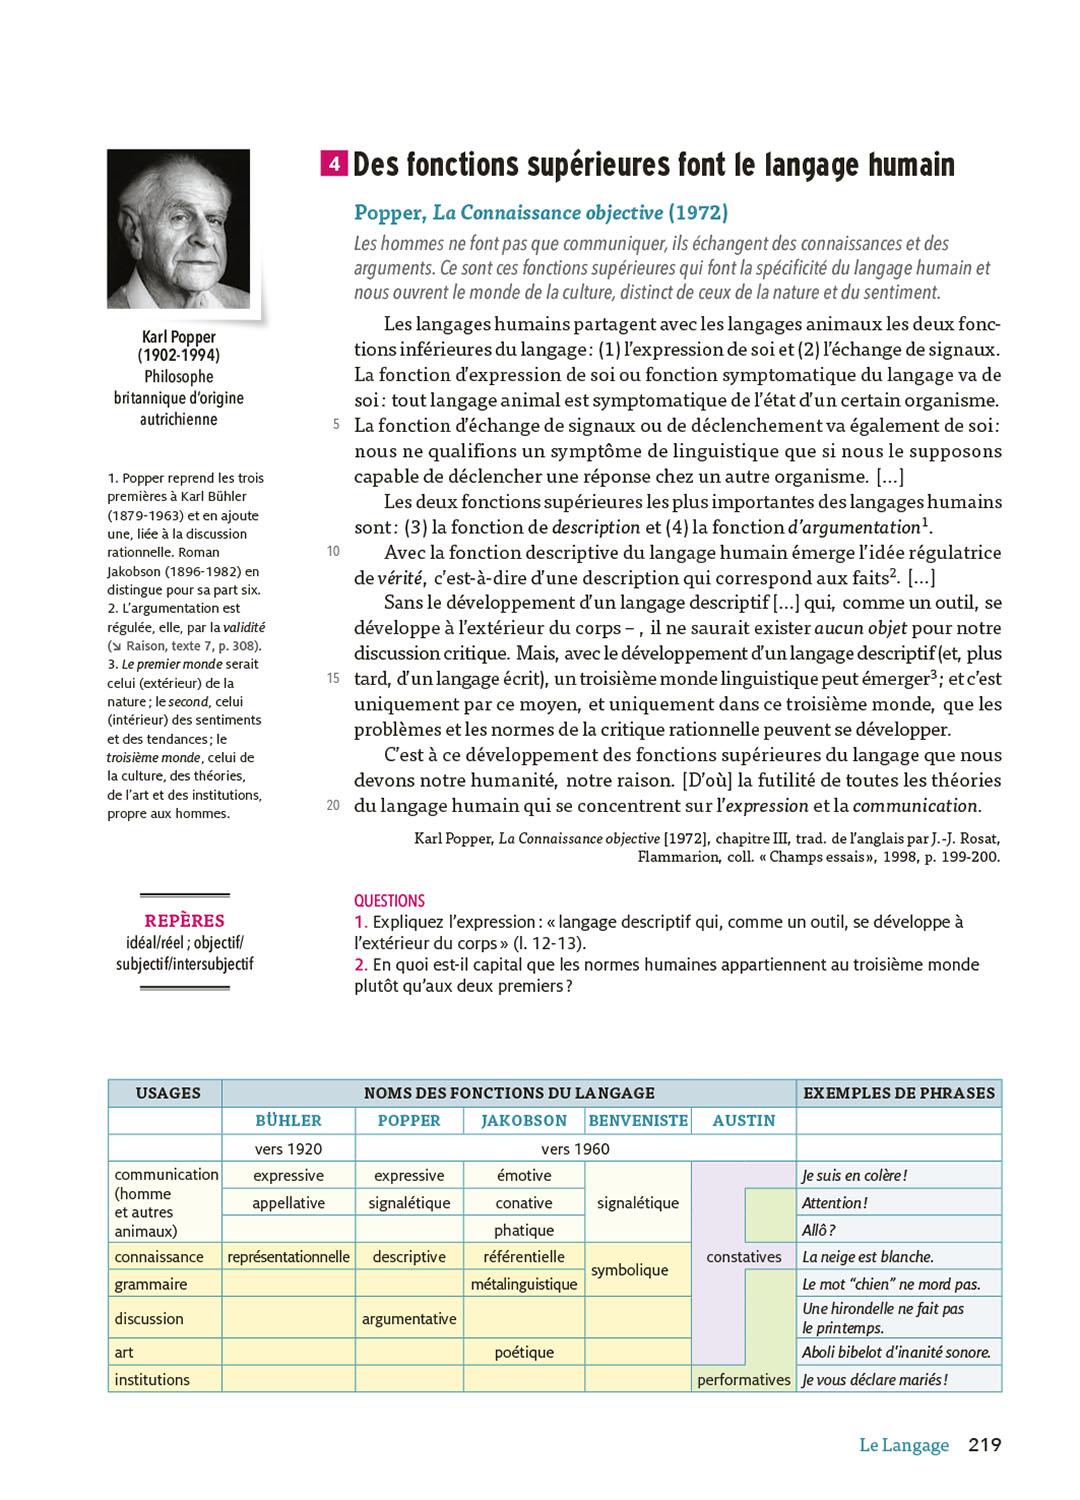 4 Des fonctions supérieures font le langage humain
Popper, La Connaissance objective (1972)
Les hommes ne font pas que communiquer, ils échangent des connaissances et des
arguments. Ce sont ces fonctions supérieures qui font la spécificité du langage humain et
nous ouvrent le monde de la culture, distinct de ceux de la nature et du sentiment.
Karl Popper
(1902-1994)
Philosophe
britannique d'origine
autrichienne
Les langages humains partagent avec les langages animaux les deux fonc-
tions inférieures du langage : (1) l'expression de soi et (2) l'échange de signaux.
La fonction d'expression de soi ou fonction symptomatique du langage va de
soi : tout langage animal est symptomatique de l'état d'un certain organisme.
5 La fonction d'échange de signaux ou de déclenchement va également de soi :
nous ne qualifions un symptôme de linguistique que si nous le supposons
capable de déclencher une réponse chez un autre organisme. [...]
Les deux fonctions supérieures les plus importantes des langages humains
sont : (3) la fonction de description et (4) la fonction d'argumentation1.
10 Avec la fonction descriptive du langage humain émerge l'idée régulatrice
de vérité, c'est-à-dire d'une description qui correspond aux faits2. [...]
Sans le développement d'un langage descriptif [...] qui, comme un outil, se
développe à l'extérieur du corps – , il ne saurait exister aucun objet pour notre
discussion critique. Mais, avec le développement d'un langage descriptif (et, plus
15 tard, d'un langage écrit), un troisième monde linguistique peut émerger3 ; et c'est
uniquement par ce moyen, et uniquement dans ce troisième monde, que les
problèmes et les normes de la critique rationnelle peuvent se développer.
C'est à ce développement des fonctions supérieures du langage que nous
devons notre humanité, notre raison. [D'où] la futilité de toutes les théories
20 du langage humain qui se concentrent sur l'expression et la communication.
Karl Popper, La Connaissance objective [1972], chapitre III, trad. de l'anglais par J.-J. Rosat,
Flammarion, coll. « Champs essais », 1998, p. 199-200.
1. Popper reprend les trois
premières à Karl Bühler
(1879-1963) et en ajoute
une, liée à la discussion
rationnelle. Roman
Jakobson (1896-1982) en
distingue pour sa part six.
2. L'argumentation est
régulée, elle, par la validité
(↘ Raison, texte 7, p. 308).
3. Le premier monde serait
celui (extérieur) de la
nature ; le second, celui
(intérieur) des sentiments
et des tendances ; le
troisième monde, celui de
la culture, des théories,
de l'art et des institutions,
propre aux hommes.
REPÈRES
idéal/réel ; objectif/
subjectif/intersubjectif
QUESTIONS
1. Expliquez l'expression : « langage descriptif qui, comme un outil, se développe à
l'extérieur du corps » (l. 12-13).
2. En quoi est-il capital que les normes humaines appartiennent au troisième monde
plutôt qu'aux deux premiers ?
USAGES NOMS DES FONCTIONS DU LANGAGE EXEMPLES DE PHRASES
BÜHLER POPPER JAKOBSON BENVENISTE AUSTIN
vers 1920 vers 1960
communication
(homme
et autres
animaux)
expressive expressive émotive Je suis en colère !
appellative signalétique conative signalétique Attention !
phatique Allô ?
connaissance représentationnelle descriptive référentielle symbolique constatives La neige est blanche.
grammaire métalinguistique Le mot “chien” ne mord pas.
discussion argumentative Une hirondelle ne fait pas
le printemps.
art poétique Aboli bibelot d'inanité sonore.
institutions performatives Je vous déclare mariés !
Le Langage 219